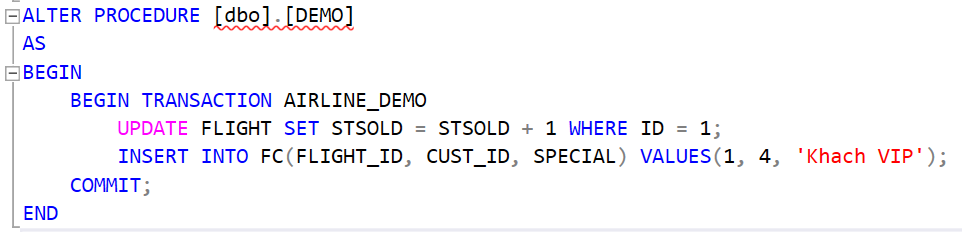 ALTER PROCEDURE [dbo].[DEMO]
AS
BEGIN
BEGIN TRANSACTION AIRLINE_DEMO
UPDATE FLIGHT SET STSOLD = STSOLD + 1 WHERE ID = 1;
INSERT INTO FC(FLIGHT_ID, CUST_ID, SPECIAL) VALUES(1, 4, 'Khach VIP');
COMMIT;
END